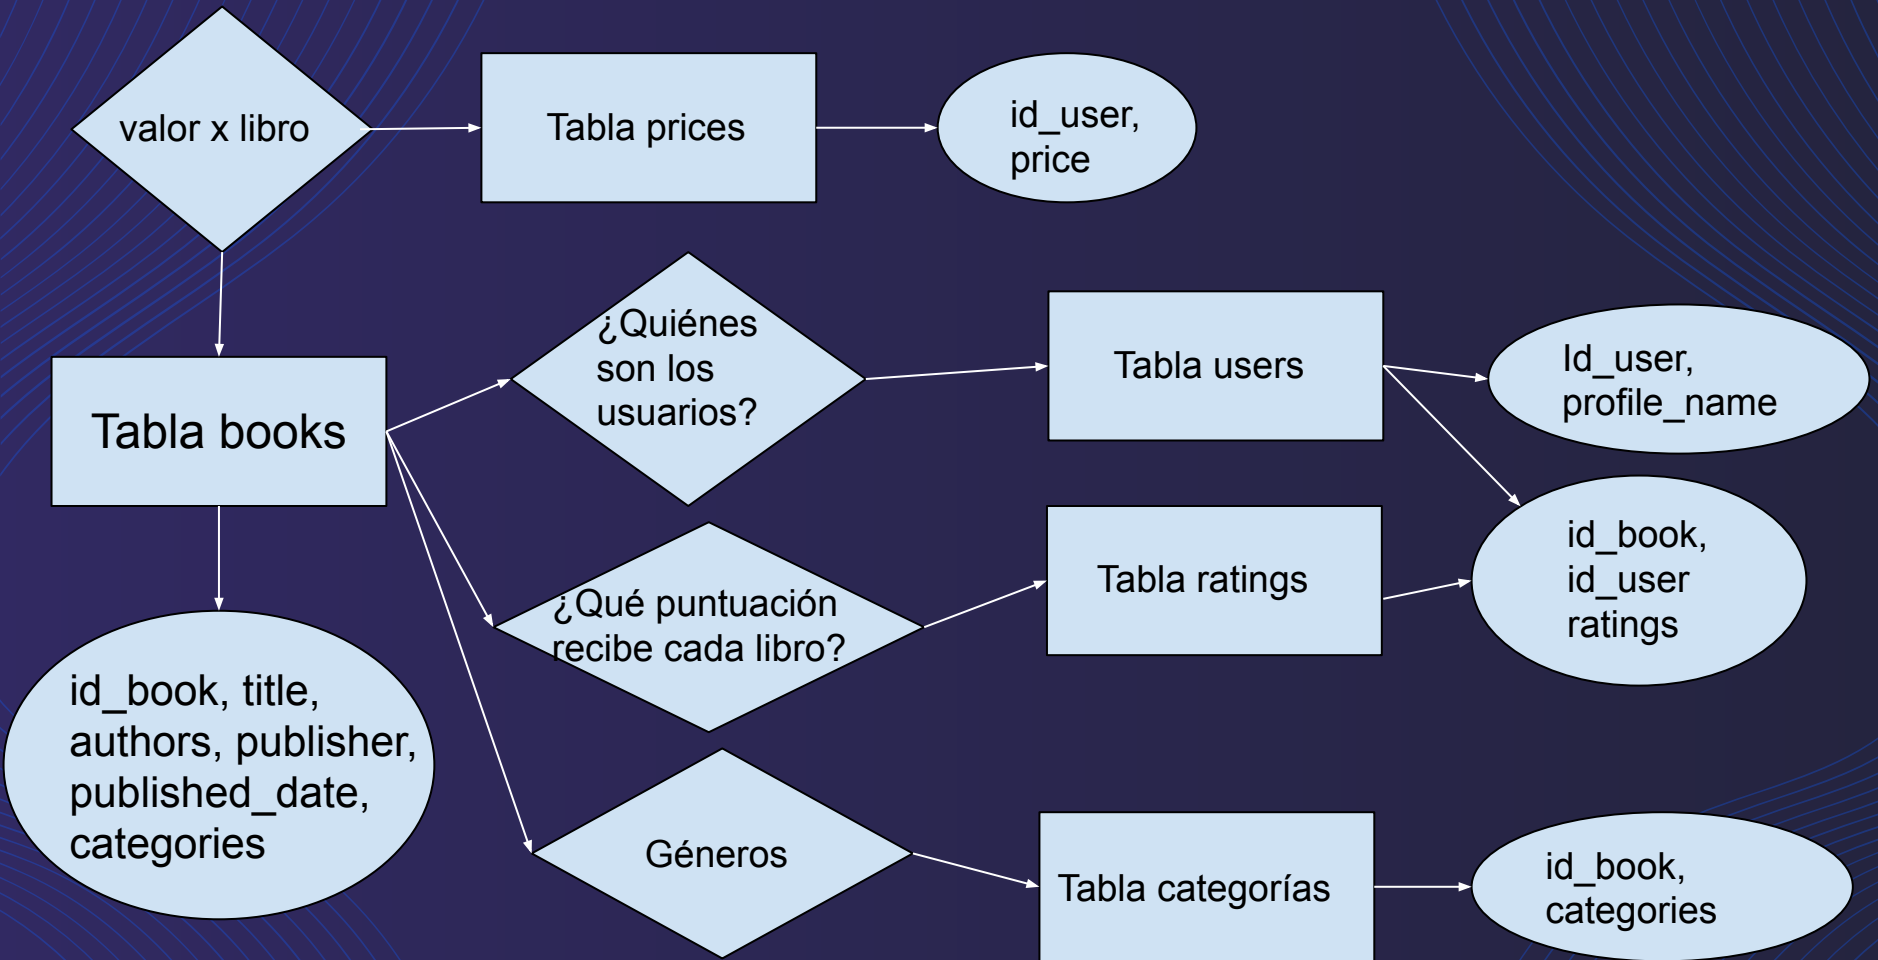 valor x libro
Tabla prices
id_user,
price
¿Quiénes
son los
usuarios?
Tabla users
Id_user,
profile_name
Tabla books
id_book,
id_user
ratings
Tabla ratings
¿Qué puntuación
recibe cada libro?
id_book, title,
authors, publisher,
published_date,
categories
Géneros
Tabla categorías
id_book,
categories